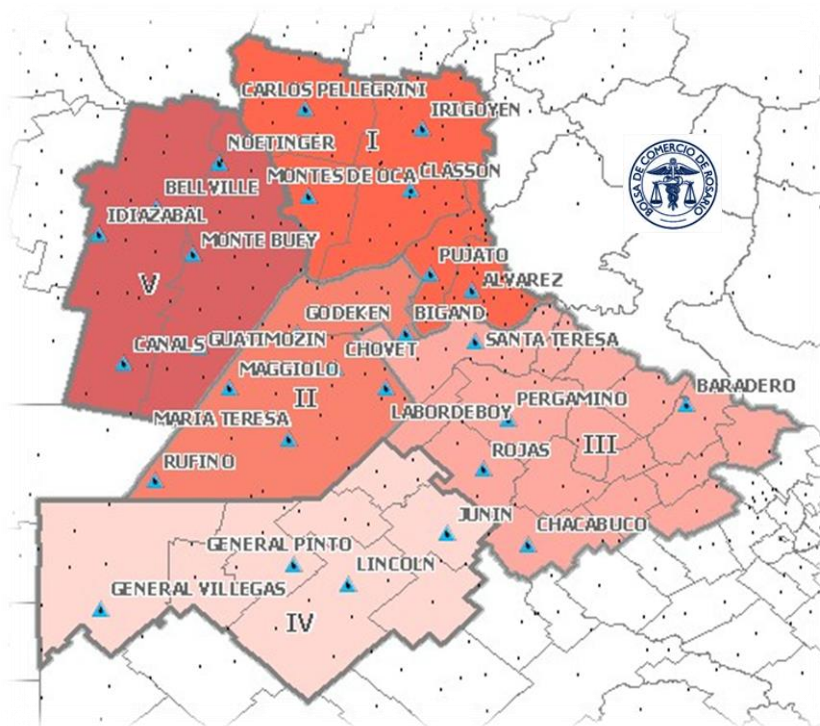 CARLOS PELLEGRINI
IRIGOYEN
I
NOETINGER
MONTES DE OCA
CLASSON
BELLVILLE
IDIAZABAL
MONTE BUEY
V
PUJATO
ALVAREZ
GODEKEN
BIGAND
CANALS
GUATIMOZIN
CHOVET
SANTA TERESA
MAGGIOLO
BARADERO
II
MARIA TERESA
LABORDEBOY
PERGAMINO
III
RUFINO
ROJAS
JUNIN
CHACABUCO
GENERAL PINTO
LINCOLN
GENERAL VILLEGAS
IV
BOLSA DE COMERCIO DE ROSARIO